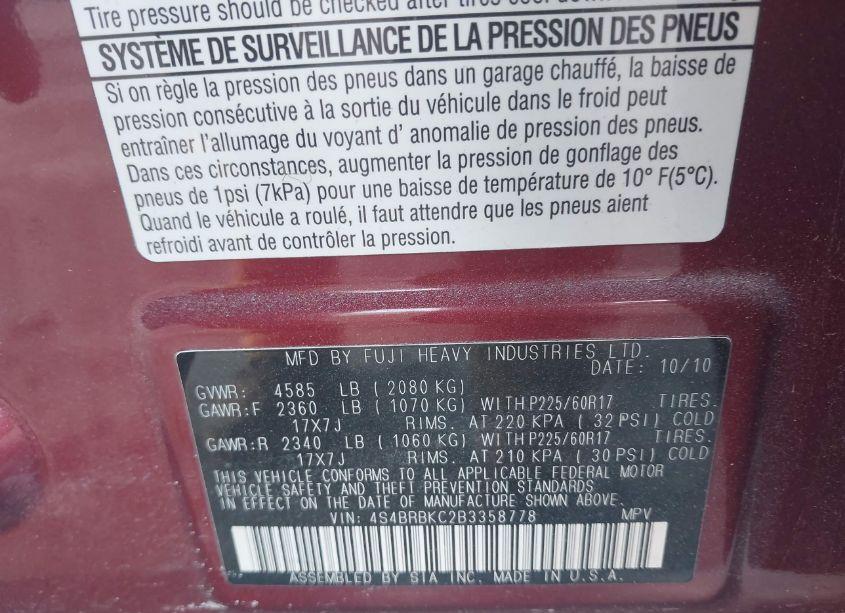 Tire pressure should be checked after tires
SYSTÈME DE SURVEILLANCE DE LA PRESSION DES PNEUS
Si on règle la pression des pneus dans un garage chauffé, la baisse de
pression consécutive à la sortie du véhicule dans le froid peut
entraîner l'allumage du voyant d' anomalie de pression des pneus.
Dans ces circonstances, augmenter la pression de gonflage des
pneus de 1psi (7kPa) pour une baisse de température de 10° F(5°C).
Quand le véhicule a roulé, il faut attendre que les pneus aient
refroidi avant de contrôler la pression.
MFD BY FUJI HEAVY INDUSTRIES LTD.
DATE: 10/10
GVWR: 4585 LB ( 2080 KG)
GAWR:F 2360 LB ( 1070 KG) WITH P225/60R17 TIRES.
17X7J RIMS. AT 220 KPA ( 32 PSI) COLD
GAWR:R 2340 LB ( 1060 KG) WITH P225/60R17 TIRES.
17X7J RIMS. AT 210 KPA ( 30 PSI) COLD
THIS VEHICLE CONFORMS TO ALL APPLICABLE FEDERAL MOTOR
VEHICLE SAFETY AND THEFT PREVENTION STANDARDS
IN EFFECT ON THE DATE OF MANUFACTURE SHOWN ABOVE.
VIN: 4S4BRBKC2B3358778 MPV
ASSEMBLED BY SIA INC. MADE IN U.S.A.